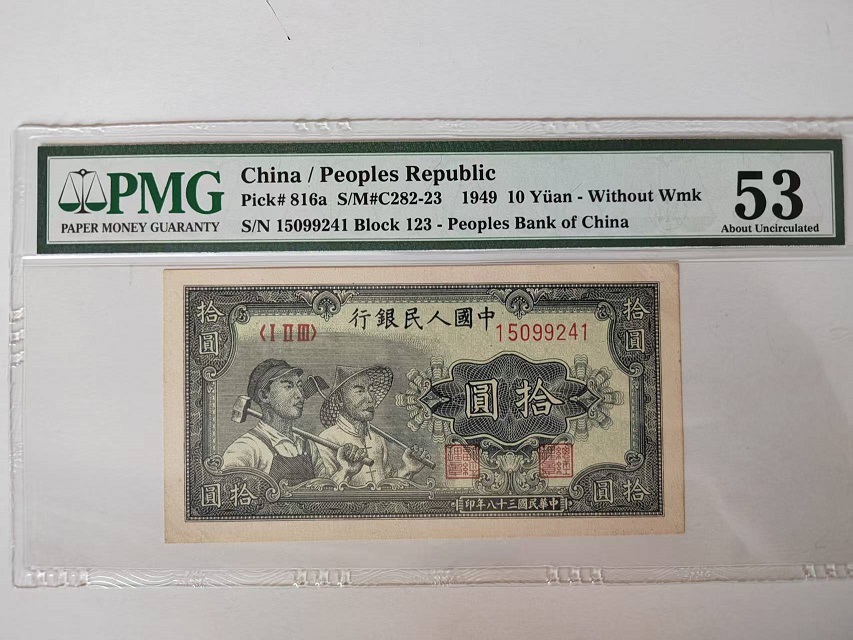 PMG
PAPER MONEY GUARANTY
China / Peoples Republic
Pick# 816a S/M#C282-23 1949 10 Yüan - Without Wmk
S/N 15099241 Block 123 - Peoples Bank of China
53
About Uncirculated
行銀民人國中
拾圓
拾圓
〈I II III〉
15099241
圓拾
圓拾
圓拾
印年八十三國民華中